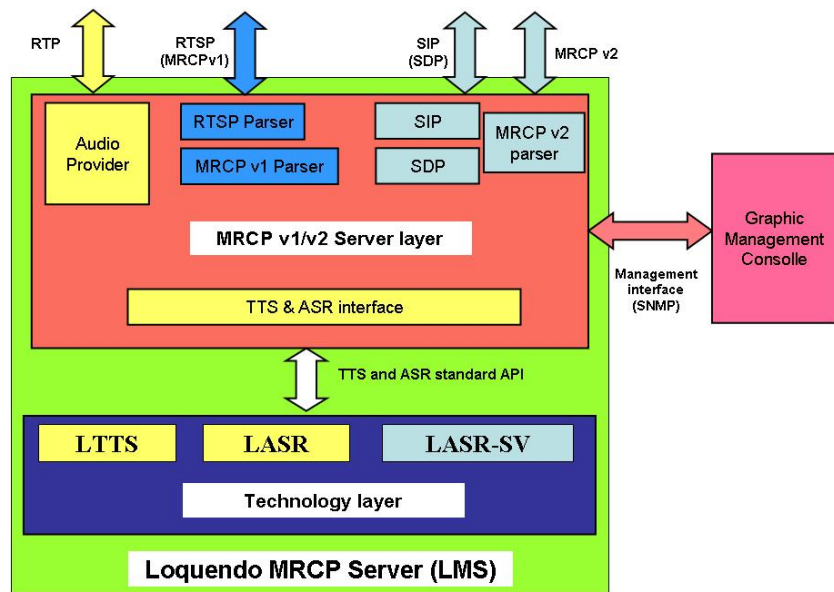 RTP
RTSP
(MRCPv1)
SIP
(SDP)
MRCP v2
Audio
Provider
RTSP Parser
MRCP v1 Parser
SIP
SDP
MRCP v2
parser
MRCP v1/v2 Server layer
TTS & ASR interface
Graphic
Management
Consolle
Management
interface
(SNMP)
TTS and ASR standard API
LTTS
LASR
LASR-SV
Technology layer
Loquendo MRCP Server (LMS)